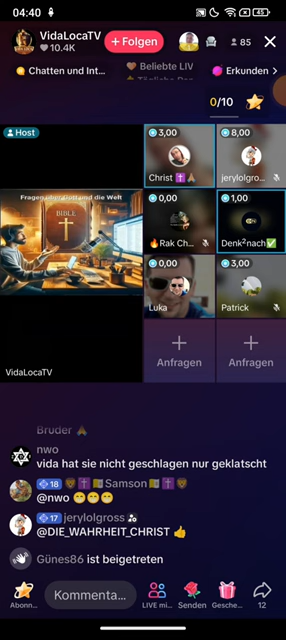 04:40
45
VidaLocaTV
10.4K
+ Folgen
85
Chatten und Int...
Beliebte LIV
Erkunden
0/10
Host
3,00
8,00
Christ
jerylolgro...
Fragen über Gott und die Welt
BIBLE
0,00
1,00
Rak Ch...
Denk²nach
0,00
3,00
Luka
Patrick
Anfragen
Anfragen
VidaLocaTV
Bruder 🙏
nwo
vida hat sie nicht geschlagen nur geklatscht
18 Samson
@nwo 😁😁😁
17 jerylolgross
@DIE_WAHRHEIT_CHRIST 👍
Günes86 ist beigetreten
Abonn...
Kommenta...
LIVE mi...
Senden
Gesche...
12